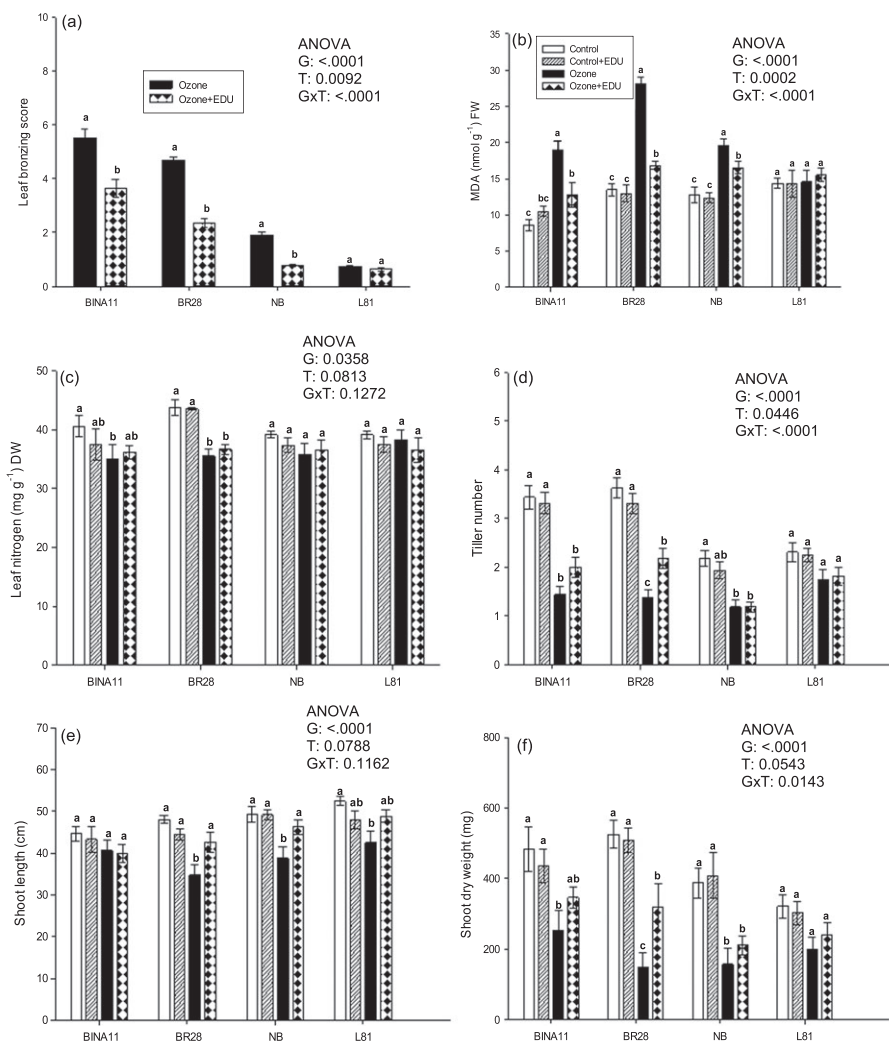 (a)
ANOVA
G: <.0001
T: 0.0092
GxT: <.0001
Ozone
Ozone+EDU
Leaf bronzing score
10
8
6
4
2
0
a
b
a
b
a
b
a
a
BINA11
BR28
NB
L81
(b)
Control
Control+EDU
Ozone
Ozone+EDU
ANOVA
G: <.0001
T: 0.0002
GxT: <.0001
MDA (nmol g⁻¹) FW
35
30
25
20
15
10
5
0
c
bc
a
b
c
c
a
b
c
c
a
b
a
a
a
a
BINA11
BR28
NB
L81
(c)
ANOVA
G: 0.0358
T: 0.0813
GxT: 0.1272
Leaf nitrogen (mg g⁻¹) DW
50
40
30
20
10
0
a
ab
b
ab
a
a
b
b
a
a
a
a
a
a
a
a
BINA11
BR28
NB
L81
(d)
ANOVA
G: <.0001
T: 0.0446
GxT: <.0001
Tiller number
6
5
4
3
2
1
0
a
a
b
b
a
a
c
b
a
ab
b
b
a
a
a
a
BINA11
BR28
NB
L81
(e)
ANOVA
G: <.0001
T: 0.0788
GxT: 0.1162
Shoot length (cm)
70
60
50
40
30
20
10
0
a
a
a
a
a
a
b
a
a
a
b
a
a
ab
b
ab
BINA11
BR28
NB
L81
(f)
ANOVA
G: <.0001
T: 0.0543
GxT: 0.0143
Shoot dry weight (mg)
800
600
400
200
0
a
a
b
ab
a
a
c
b
a
a
b
b
a
a
a
a
BINA11
BR28
NB
L81